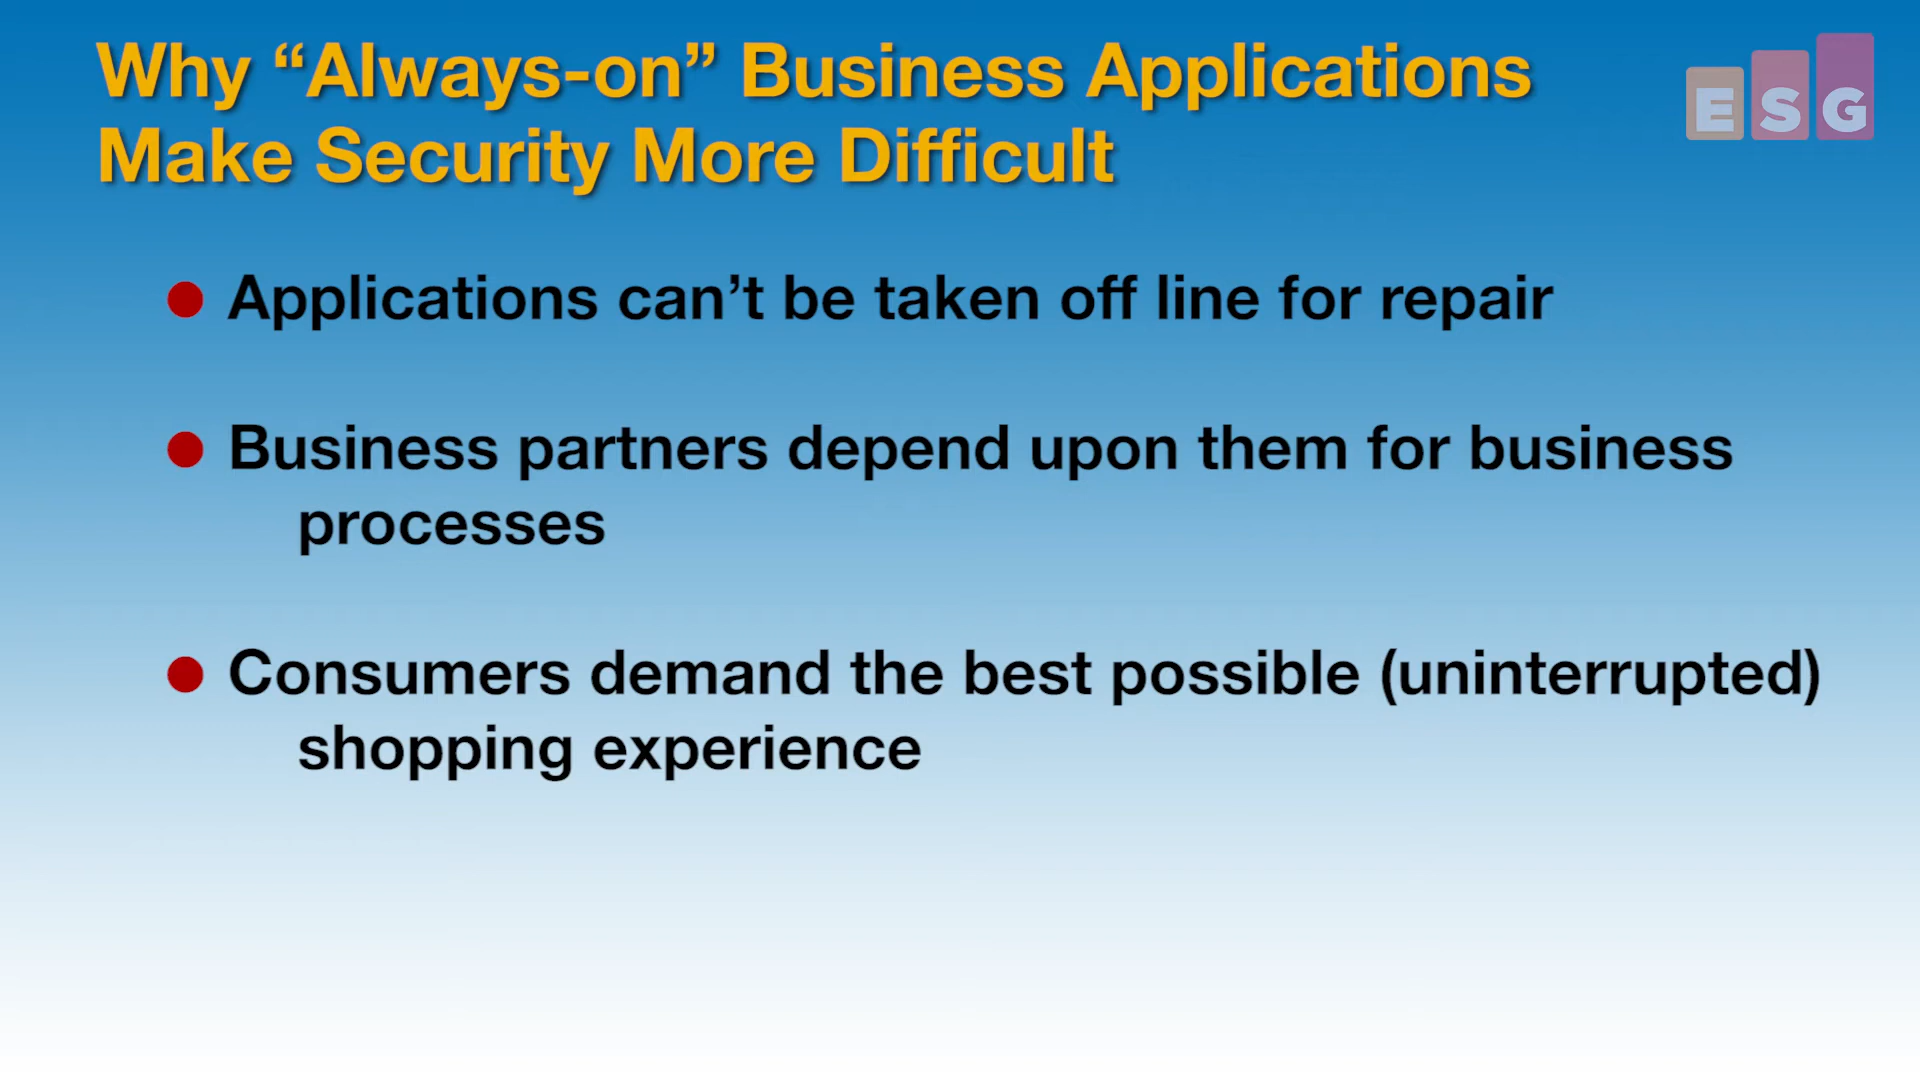 Why “Always-on” Business Applications
Make Security More Difficult
ESG
● Applications can’t be taken off line for repair
● Business partners depend upon them for business
processes
● Consumers demand the best possible (uninterrupted)
shopping experience